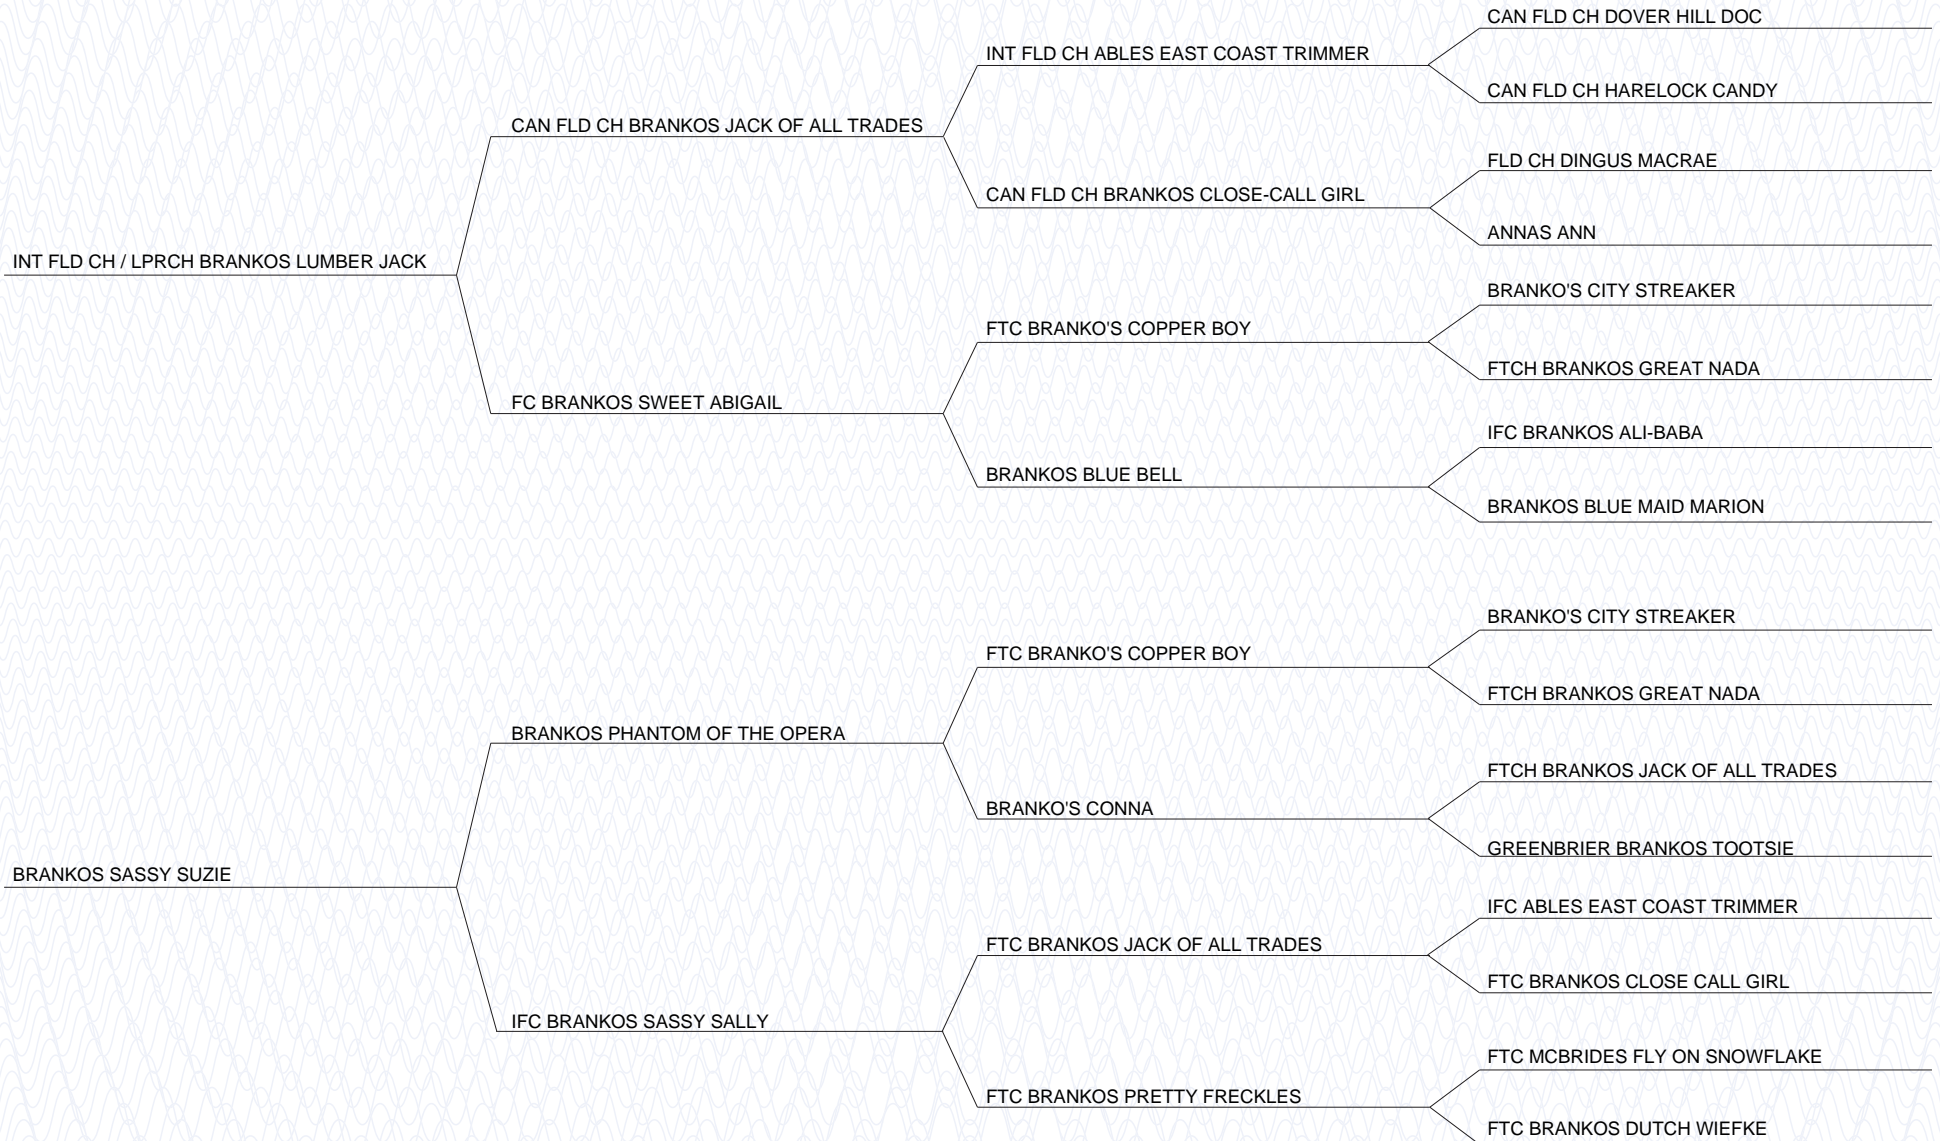 CAN FLD CH DOVER HILL DOC
INT FLD CH ABLES EAST COAST TRIMMER
CAN FLD CH HARELOCK CANDY
CAN FLD CH BRANKOS JACK OF ALL TRADES
FLD CH DINGUS MACRAE
CAN FLD CH BRANKOS CLOSE-CALL GIRL
ANNAS ANN
INT FLD CH / LPRCH BRANKOS LUMBER JACK
BRANKO'S CITY STREAKER
FTC BRANKO'S COPPER BOY
FTCH BRANKOS GREAT NADA
FC BRANKOS SWEET ABIGAIL
IFC BRANKOS ALI-BABA
BRANKOS BLUE BELL
BRANKOS BLUE MAID MARION
BRANKO'S CITY STREAKER
FTC BRANKO'S COPPER BOY
FTCH BRANKOS GREAT NADA
BRANKOS PHANTOM OF THE OPERA
FTCH BRANKOS JACK OF ALL TRADES
BRANKO'S CONNA
GREENBRIER BRANKOS TOOTSIE
BRANKOS SASSY SUZIE
IFC ABLES EAST COAST TRIMMER
FTC BRANKOS JACK OF ALL TRADES
FTC BRANKOS CLOSE CALL GIRL
IFC BRANKOS SASSY SALLY
FTC MCBRIDES FLY ON SNOWFLAKE
FTC BRANKOS PRETTY FRECKLES
FTC BRANKOS DUTCH WIEFKE